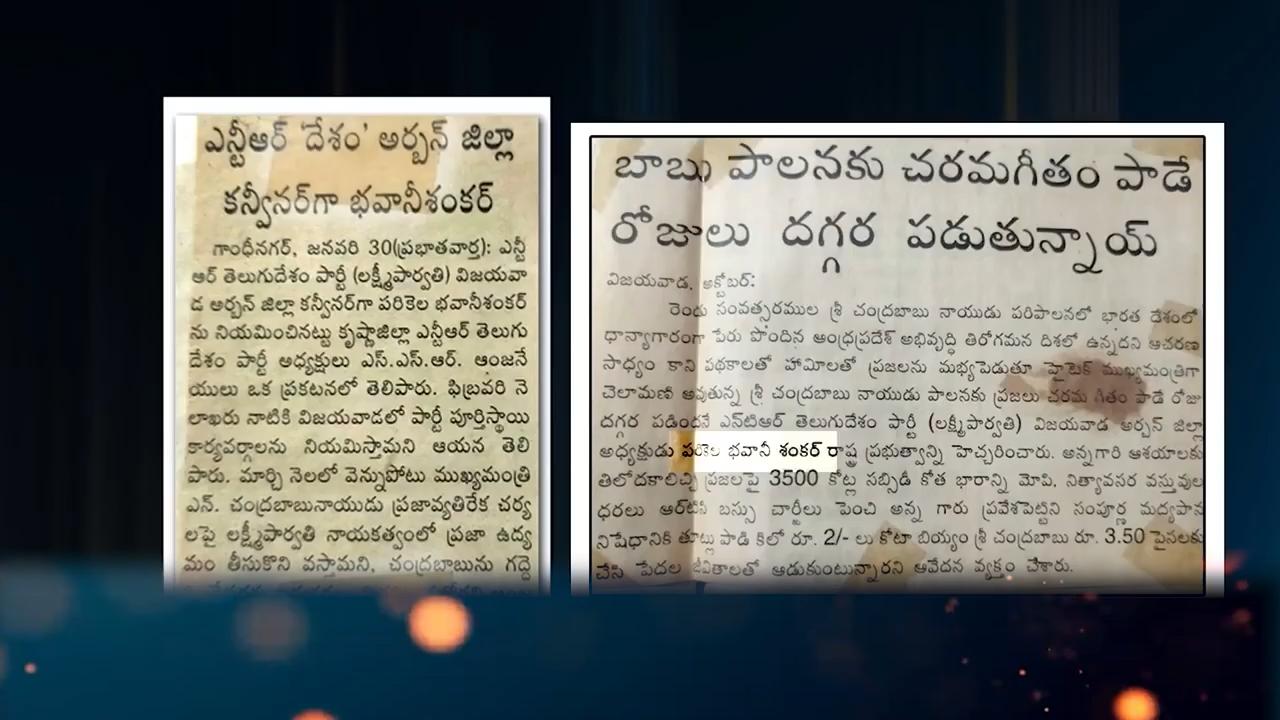 ఎన్టీఆర్ 'దేశం' అర్బన్ జిల్లా
కన్వీనర్‌గా భవానీశంకర్
గాంధీనగర్, జనవరి 30(ప్రభాతవార్త): ఎన్టీ
ఆర్ తెలుగుదేశం పార్టీ (లక్ష్మీపార్వతి) విజయవా
డ అర్బన్ జిల్లా కన్వీనర్‌గా పరికెల భవానీశంకర్
ను నియమించినట్టు కృష్ణాజిల్లా ఎన్టీఆర్ తెలుగు
దేశం పార్టీ అధ్యక్షులు ఎస్.ఎస్.ఆర్. ఆంజనే
యులు ఒక ప్రకటనలో తెలిపారు. ఫిబ్రవరి నె
లాఖరు నాటికి విజయవాడలో పార్టీ పూర్తిస్థాయి
కార్యవర్గాలను నియమిస్తామని ఆయన తెలి
పారు. మార్చి నెలలో వెన్నుపోటు ముఖ్యమంత్రి
ఎన్. చంద్రబాబునాయుడు ప్రజావ్యతిరేక చర్య
లపై లక్ష్మీపార్వతి నాయకత్వంలో ప్రజా ఉద్య
మం తీసుకొని వస్తామని, చంద్రబాబును గద్దె
బాబు పాలనకు చరమగీతం పాడే
రోజులు దగ్గర పడుతున్నాయ్
విజయవాడ, అక్టోబర్:
రెండు సంవత్సరముల శ్రీ చంద్రబాబు నాయుడు పరిపాలనలో భారత దేశంలో
ధాన్యాగారంగా పేరు పొందిన ఆంధ్రప్రదేశ్ అభివృద్ధి తిరోగమన దిశలో ఉన్నదని ఆచరణ
సాధ్యం కాని పథకాలతో హామీలతో ప్రజలను మభ్యపెడుతూ హైటెక్ ముఖ్యమంత్రిగా
చెలామణి అవుతున్న శ్రీ చంద్రబాబు నాయుడు పాలనకు ప్రజలు చరమ గీతం పాడే రోజు
దగ్గర పడిందనే ఎన్‌టిఆర్ తెలుగుదేశం పార్టీ (లక్ష్మీపార్వతి) విజయవాడ అర్బన్ జిల్లా
అధ్యక్షుడు పరికెల భవానీ శంకర్ రాష్ట్ర ప్రభుత్వాన్ని హెచ్చరించారు. అన్నగారి ఆశయాలకు
తిలోదకాలిచ్చి ప్రజలపై 3500 కోట్ల సబ్సిడీ కోత భారాన్ని మోపి, నిత్యావసర వస్తువుల
ధరలు ఆర్‌టిసి బస్సు చార్జీలు పెంచి అన్న గారు ప్రవేశపెట్టిన సంపూర్ణ మద్యపాన
నిషేధానికి తూట్లు పాడి కిలో రూ. 2/- లు కోటా బియ్యం శ్రీ చంద్రబాబు రూ. 3.50 పైసలకు
చేసి పేదల జీవితాలతో ఆడుకుంటున్నారని ఆవేదన వ్యక్తం చేశారు.